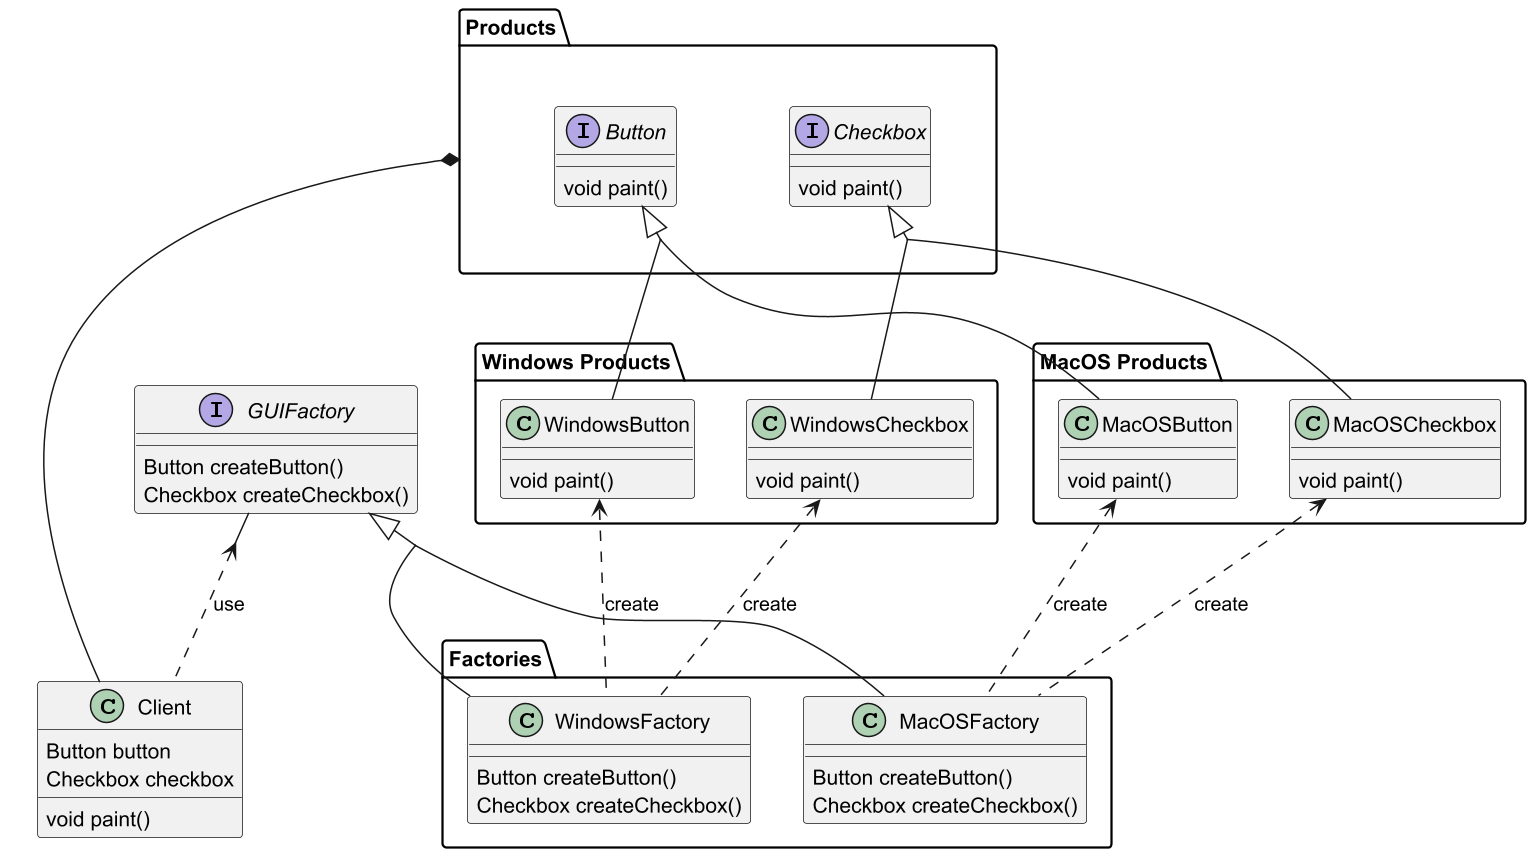 Products
I Button
void paint()
I Checkbox
void paint()
Windows Products
C WindowsButton
void paint()
C WindowsCheckbox
void paint()
MacOS Products
C MacOSButton
void paint()
C MacOSCheckbox
void paint()
I GUIFactory
Button createButton()
Checkbox createCheckbox()
use
create
create
create
create
C Client
Button button
Checkbox checkbox
void paint()
Factories
C WindowsFactory
Button createButton()
Checkbox createCheckbox()
C MacOSFactory
Button createButton()
Checkbox createCheckbox()